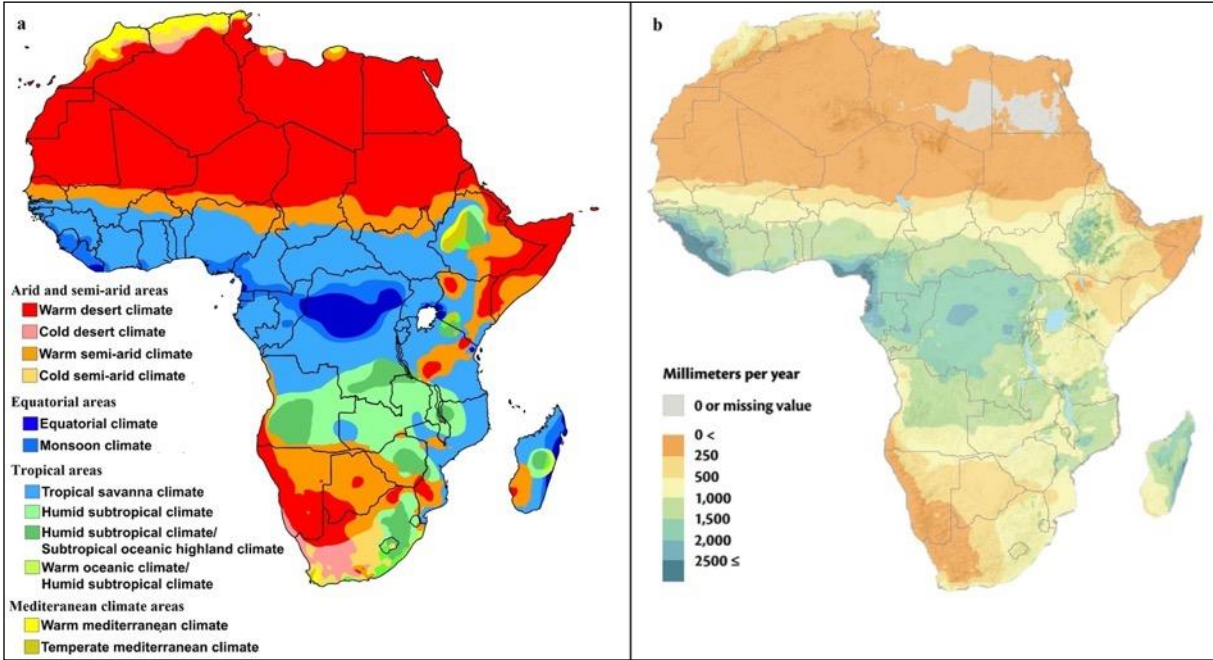 a
Arid and semi-arid areas
Warm desert climate
Cold desert climate
Warm semi-arid climate
Cold semi-arid climate
Equatorial areas
Equatorial climate
Monsoon climate
Tropical areas
Tropical savanna climate
Humid subtropical climate
Humid subtropical climate/
Subtropical oceanic highland climate
Warm oceanic climate/
Humid subtropical climate
Mediteranean climate areas
Warm mediterranean climate
Temperate mediterranean climate
b
Millimeters per year
0 or missing value
0 <
250
500
1,000
1,500
2,000
2500 ≤